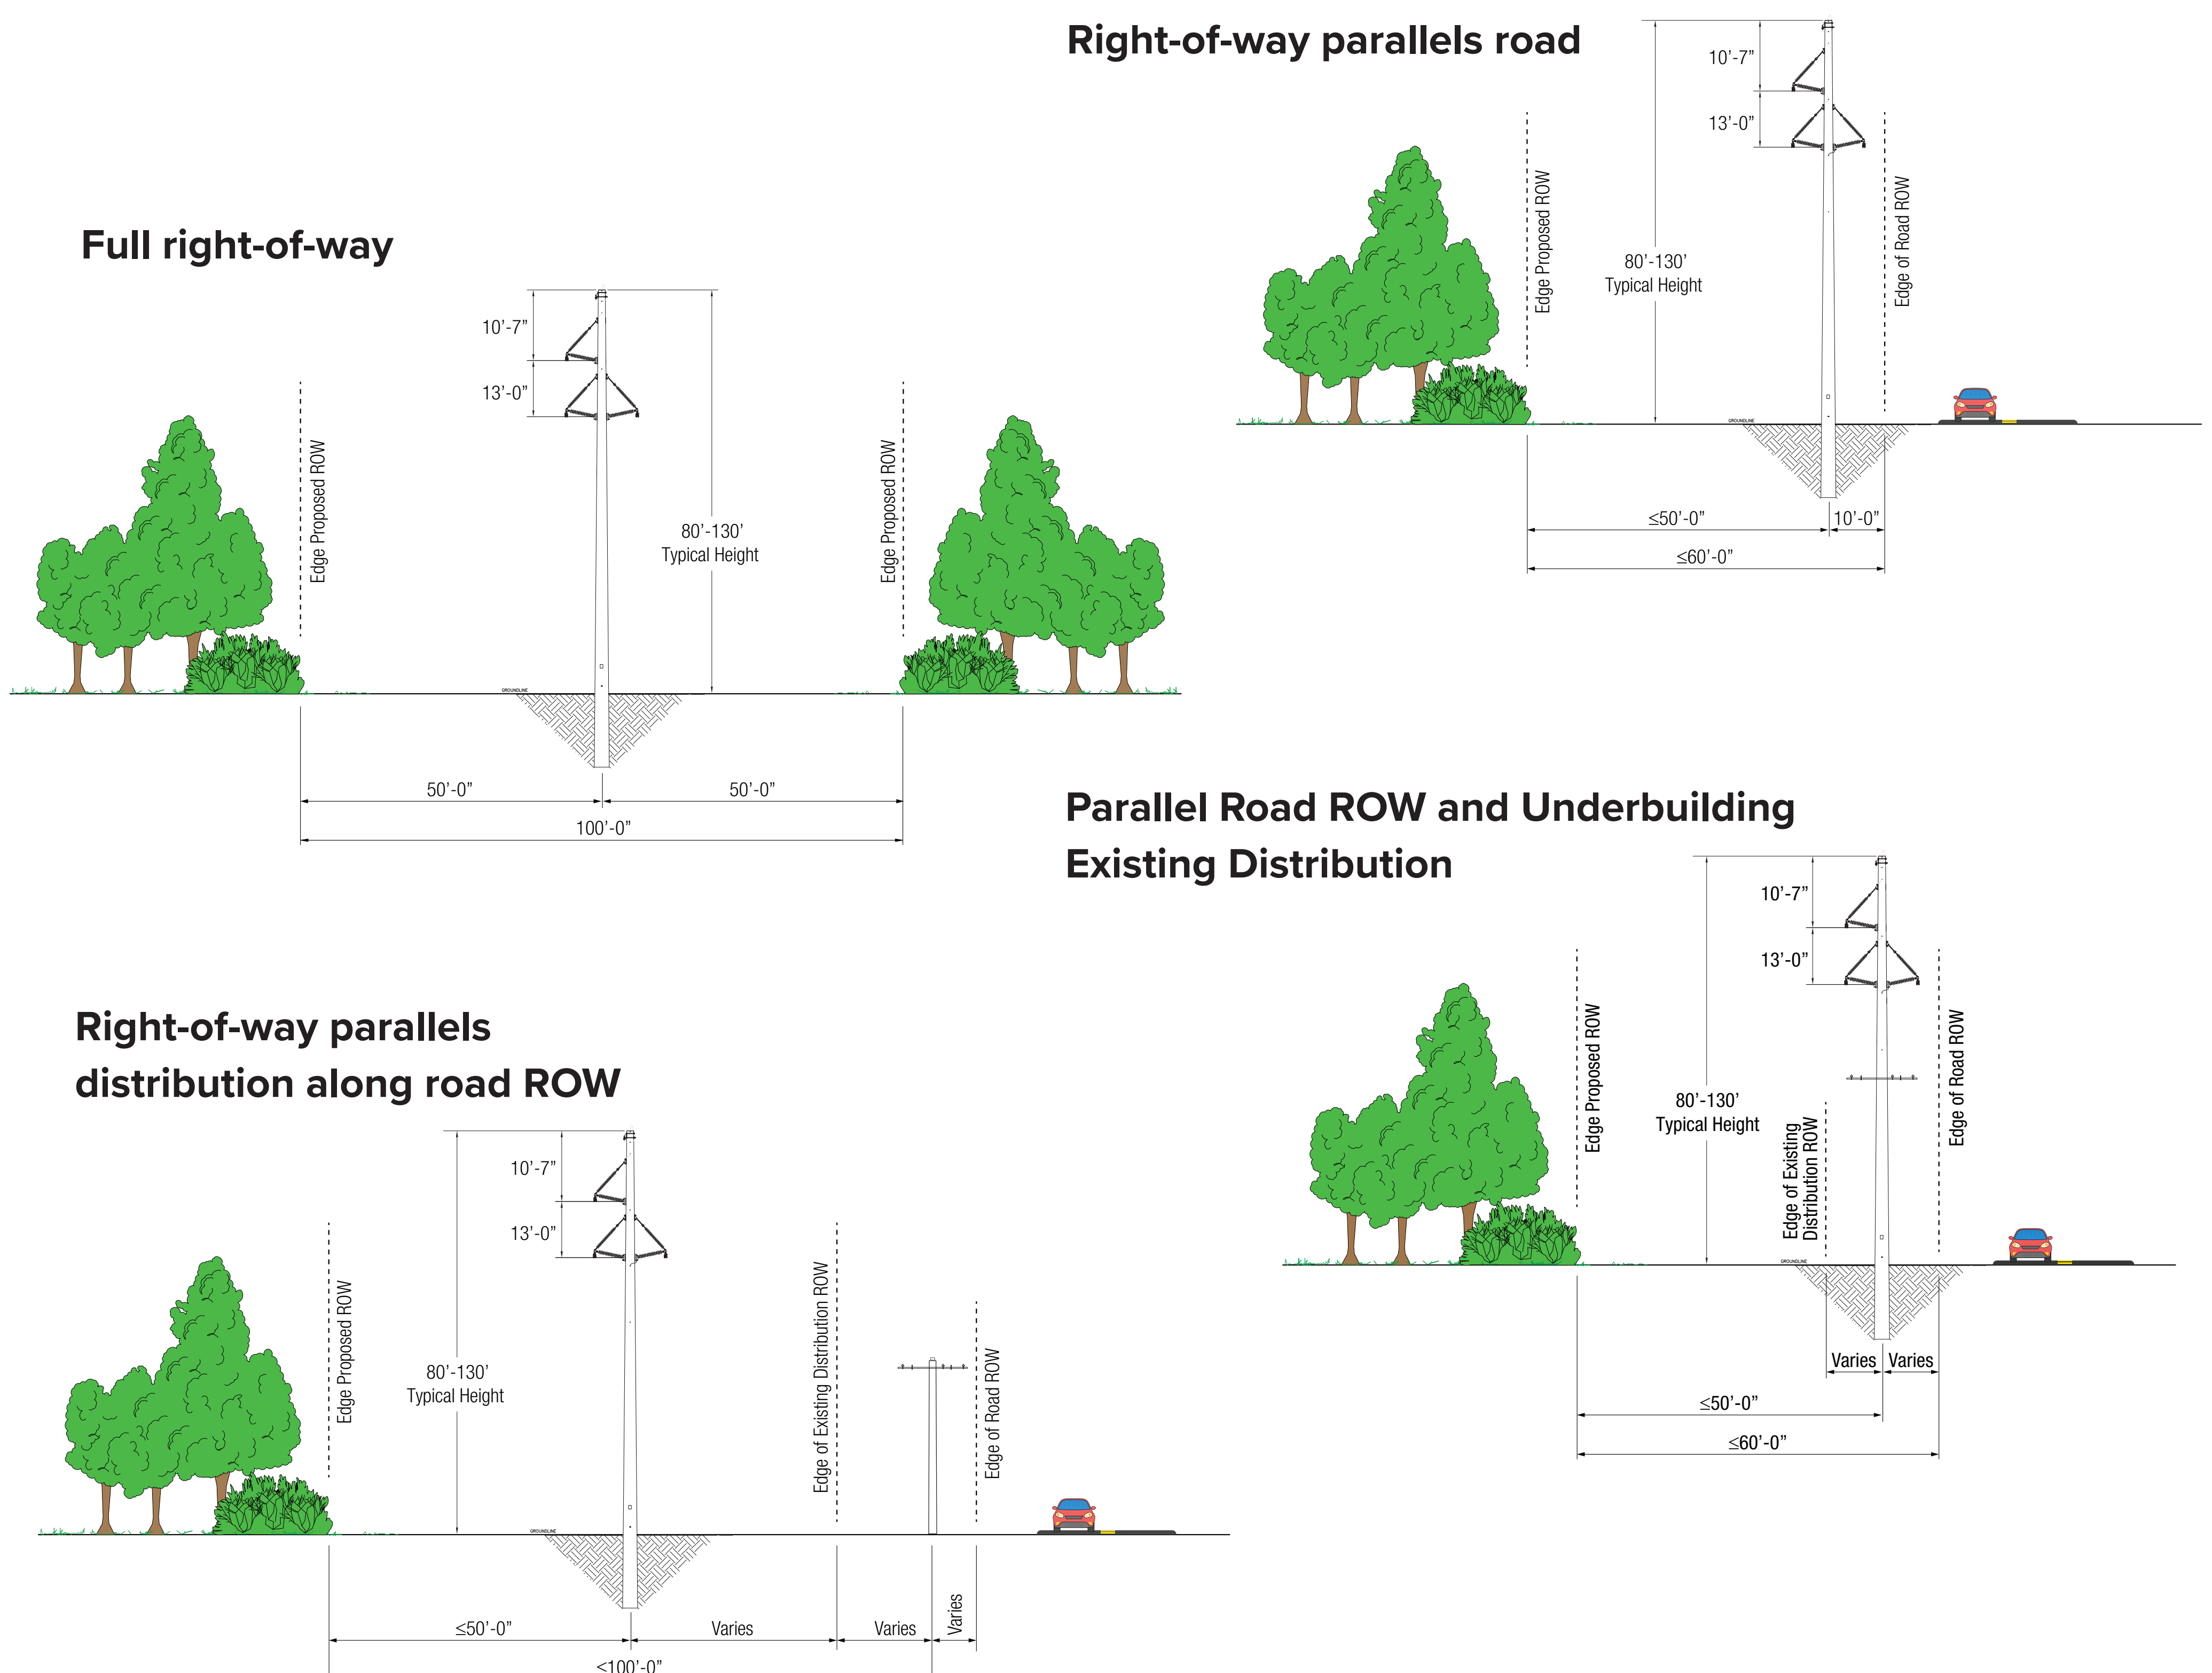 Right-of-way parallels road
10’-7”
13’-0”
Edge Proposed ROW
Edge of Road ROW
80’-130’
Typical Height
GROUNDLINE
≤50’-0”
10’-0”
≤60’-0”
Full right-of-way
10’-7”
13’-0”
Edge Proposed ROW
Edge Proposed ROW
80’-130’
Typical Height
GROUNDLINE
50’-0”
50’-0”
100’-0”
Parallel Road ROW and Underbuilding
Existing Distribution
10’-7”
13’-0”
Edge Proposed ROW
Edge of Road ROW
80’-130’
Typical Height
Edge of Existing
Distribution ROW
GROUNDLINE
Varies
Varies
≤50’-0”
≤60’-0”
Right-of-way parallels
distribution along road ROW
10’-7”
13’-0”
Edge Proposed ROW
Edge of Existing Distribution ROW
Edge of Road ROW
80’-130’
Typical Height
GROUNDLINE
≤50’-0”
Varies
Varies
Varies
≤100’-0”